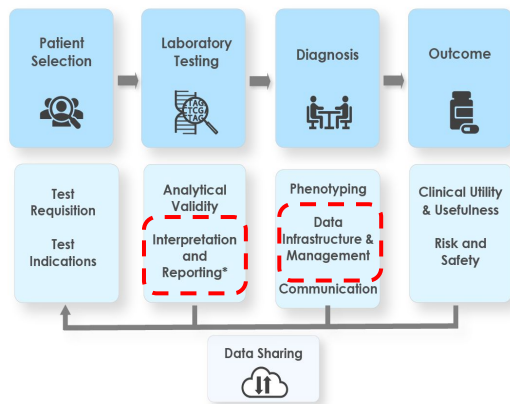 Patient
Selection
Laboratory
Testing
Diagnosis
Outcome
TAG
TCG
TAG
Test
Requisition
Test
Indications
Analytical
Validity
Interpretation
and
Reporting*
Phenotyping
Data
Infrastructure &
Management
Communication
Clinical Utility
& Usefulness
Risk and
Safety
Data Sharing